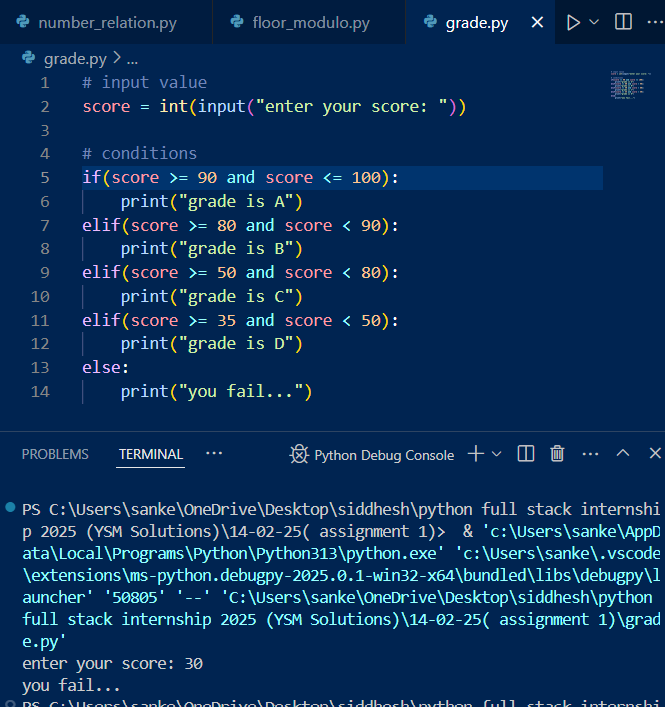 number_relation.py floor_modulo.py grade.py
grade.py > ...
1 # input value
2 score = int(input("enter your score: "))
3
4 # conditions
5 if(score >= 90 and score <= 100):
6     print("grade is A")
7 elif(score >= 80 and score < 90):
8     print("grade is B")
9 elif(score >= 50 and score < 80):
10     print("grade is C")
11 elif(score >= 35 and score < 50):
12     print("grade is D")
13 else:
14     print("you fail...")
PROBLEMS TERMINAL ... Python Debug Console
PS C:\Users\sanke\OneDrive\Desktop\siddhesh\python full stack internshi
p 2025 (YSM Solutions)\14-02-25( assignment 1)>  & 'c:\Users\sanke\AppD
ata\Local\Programs\Python\Python313\python.exe' 'c:\Users\sanke\.vscode
\extensions\ms-python.debugpy-2025.0.1-win32-x64\bundled\libs\debugpy\l
auncher' '50805' '--' 'C:\Users\sanke\OneDrive\Desktop\siddhesh\python
full stack internship 2025 (YSM Solutions)\14-02-25( assignment 1)\grad
e.py'
enter your score: 30
you fail...
PS C:\Users\sanke\OneDrive\Desktop\siddhesh\python full stack internshi